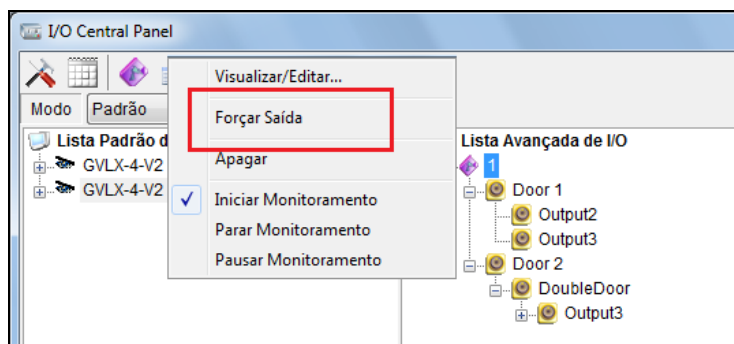 I/O Central Panel
Modo Padrão
Lista Padrão d
GVLX-4-V2
GVLX-4-V2
Visualizar/Editar...
Forçar Saída
Apagar
Iniciar Monitoramento
Parar Monitoramento
Pausar Monitoramento
Lista Avançada de I/O
1
Door 1
Output2
Output3
Door 2
DoubleDoor
Output3